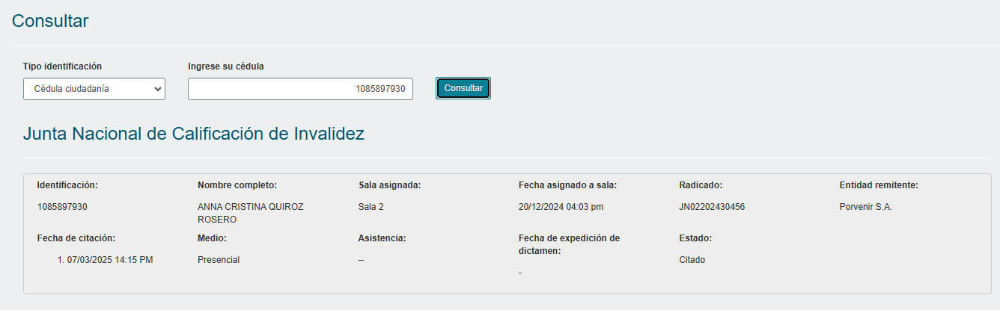 Consultar
Tipo identificación Ingrese su cédula
Cédula ciudadanía 1085897930 Consultar
Junta Nacional de Calificación de Invalidez
Identificación: Nombre completo: Sala asignada: Fecha asignado a sala: Radicado: Entidad remitente:
1085897930 ANNA CRISTINA QUIROZ Sala 2 20/12/2024 04:03 pm JN02202430456 Porvenir S.A.
ROSERO
Fecha de citación: Medio: Asistencia: Fecha de expedición de Estado:
dictamen:
1. 07/03/2025 14:15 PM Presencial -- Citado
-